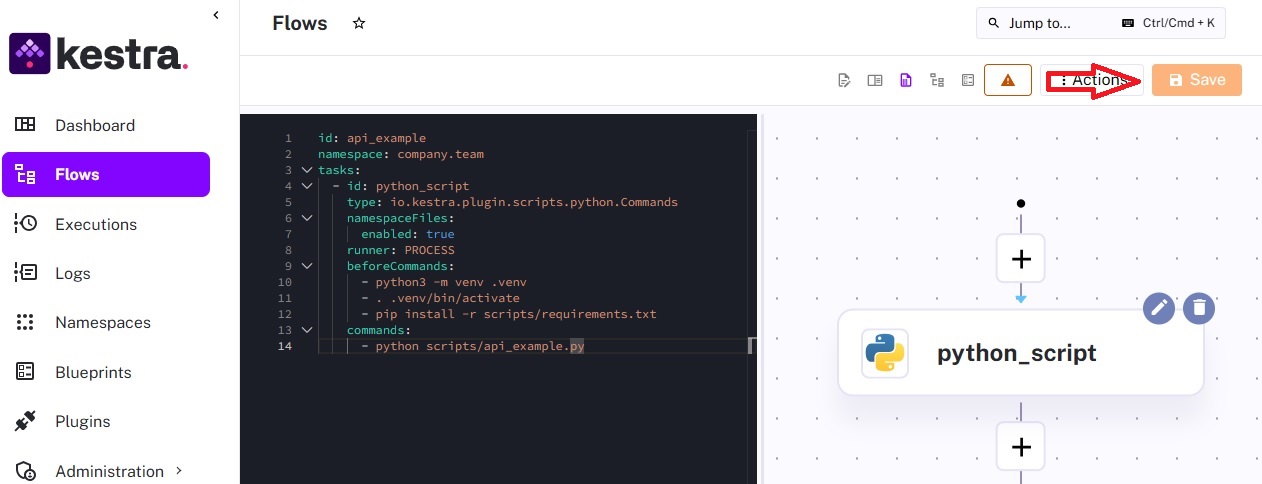 Flows
Jump to...
Ctrl/Cmd + K
kestra.
Actions
Save
Dashboard
Flows
Executions
Logs
Namespaces
Blueprints
Plugins
Administration
1 id: api_example
2 namespace: company.team
3 tasks:
4 - id: python_script
5 type: io.kestra.plugin.scripts.python.Commands
6 namespaceFiles:
7 enabled: true
8 runner: PROCESS
9 beforeCommands:
10 - python3 -m venv .venv
11 - . .venv/bin/activate
12 - pip install -r scripts/requirements.txt
13 commands:
14 - python scripts/api_example.py
python_script